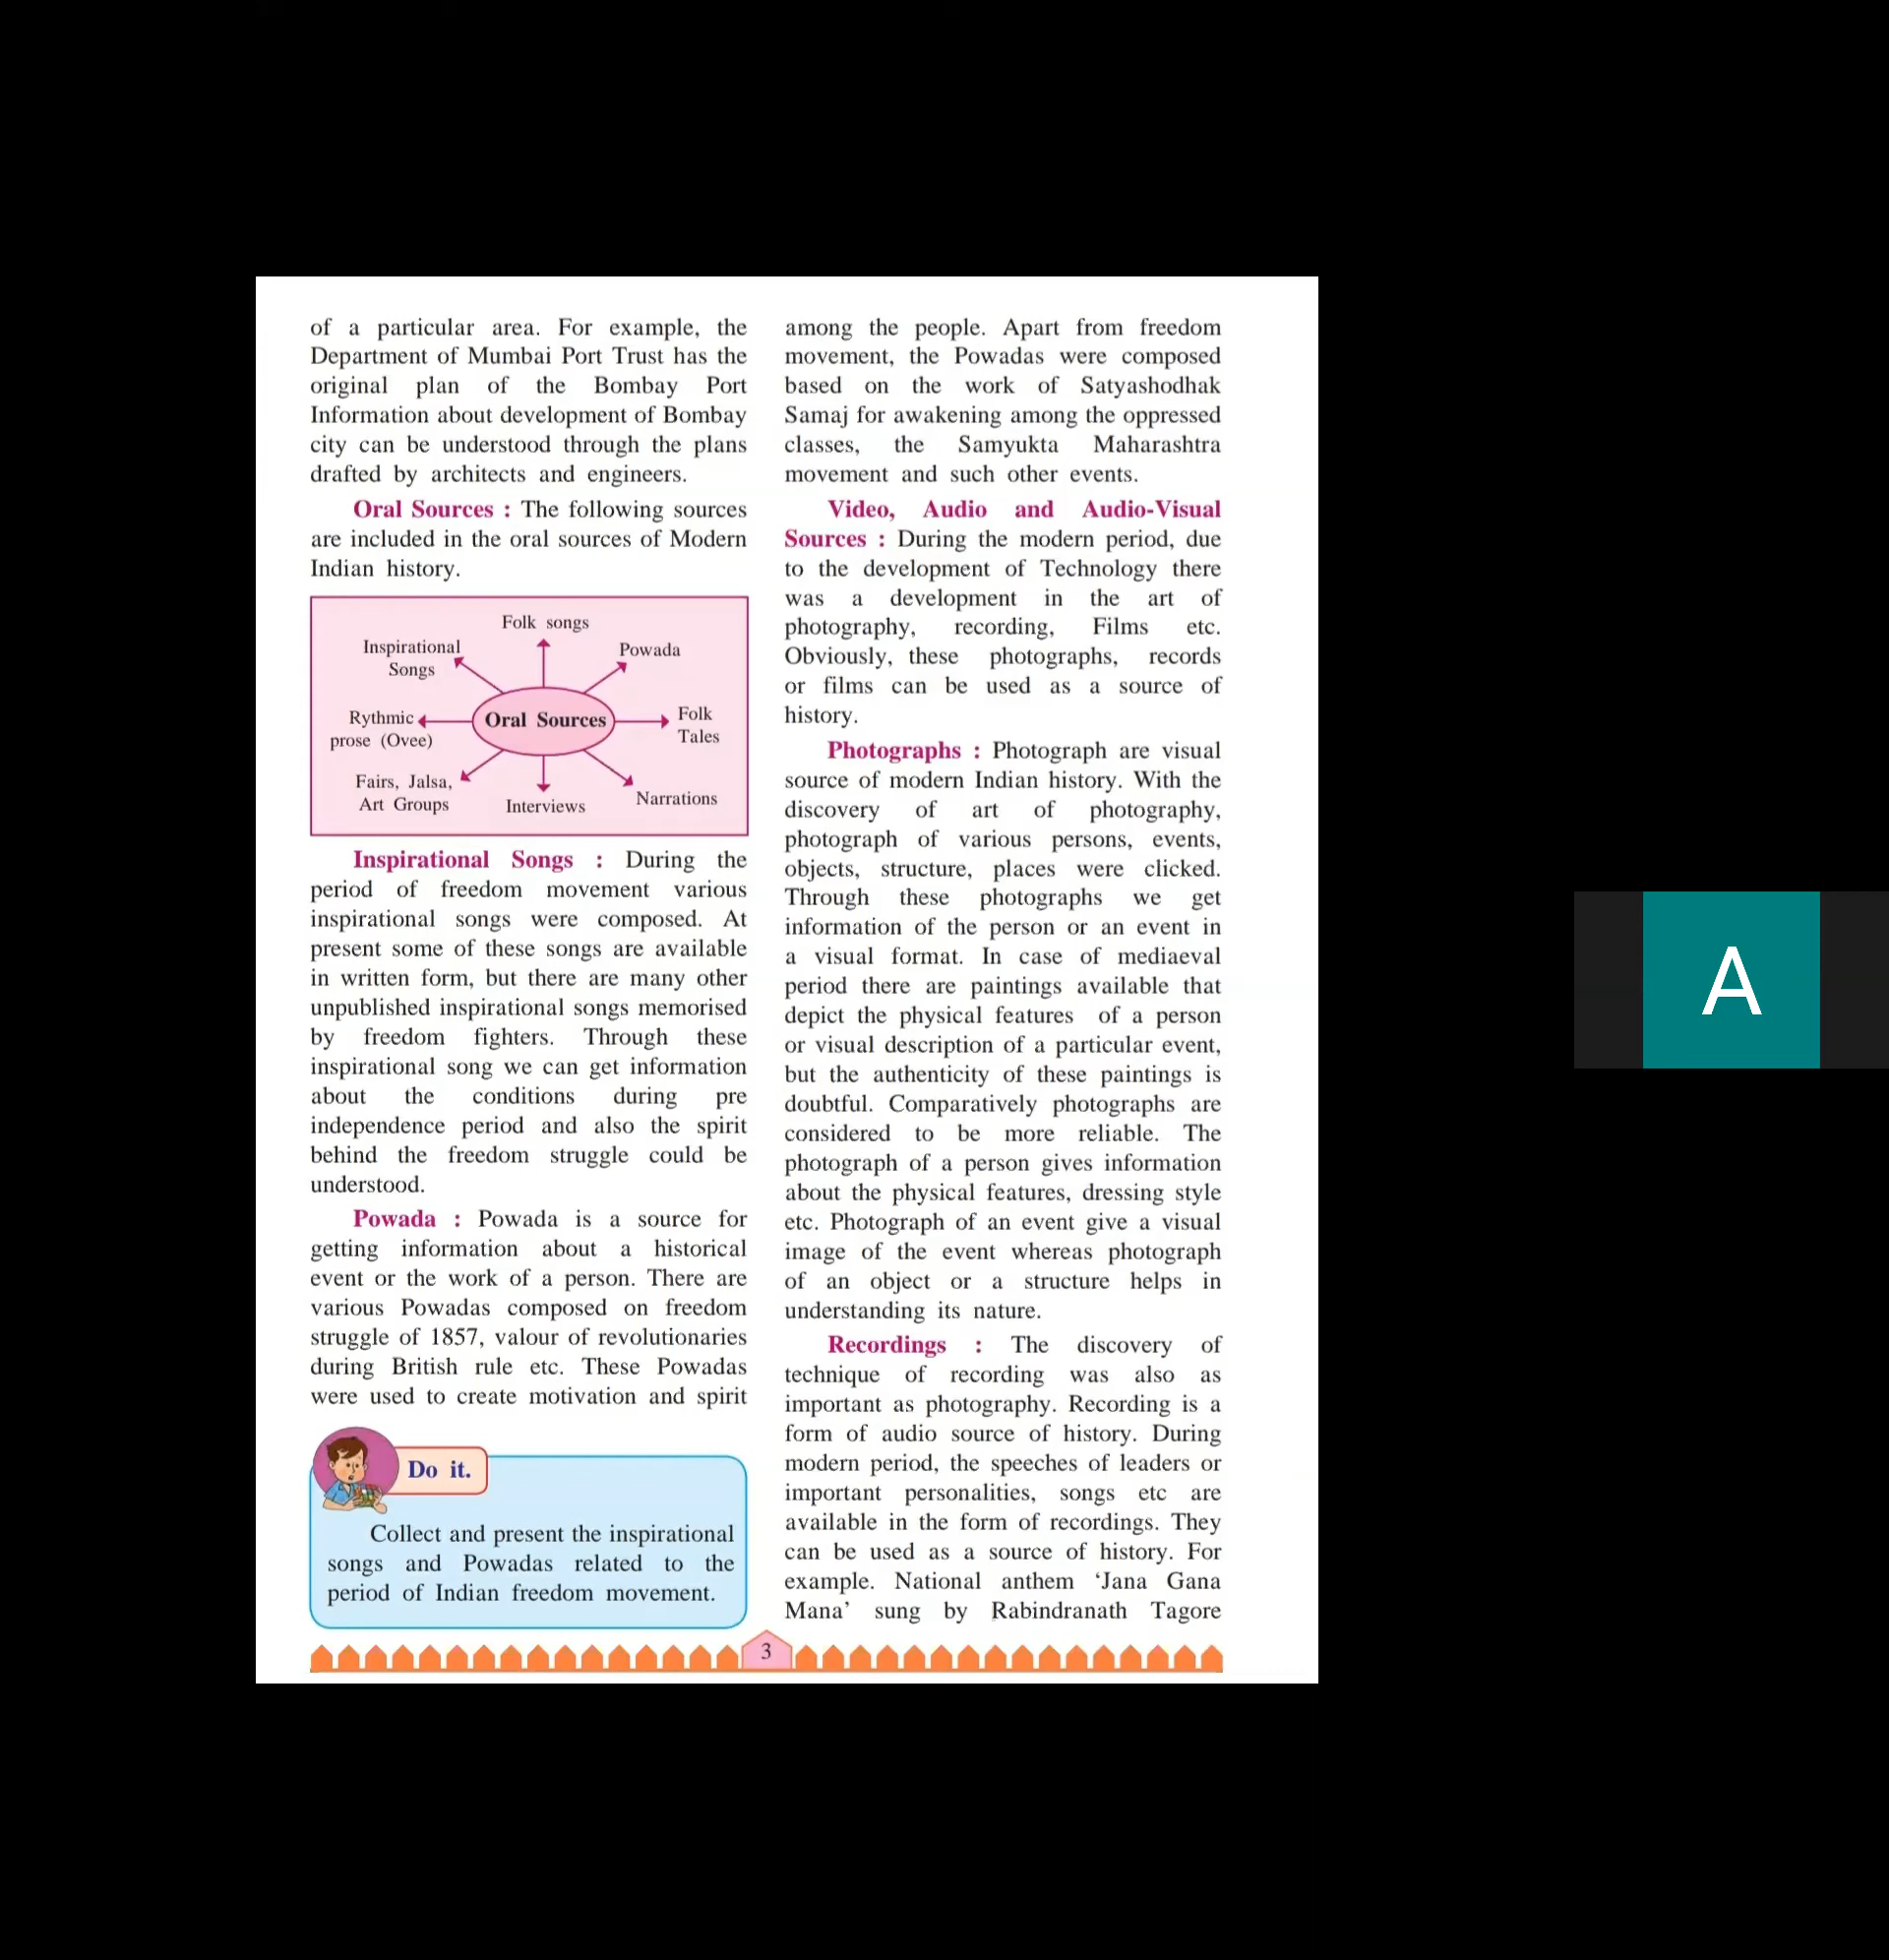 of a particular area. For example, the
Department of Mumbai Port Trust has the
original plan of the Bombay Port
Information about development of Bombay
city can be understood through the plans
drafted by architects and engineers.
Oral Sources : The following sources
are included in the oral sources of Modern
Indian history.
Folk songs
Inspirational
Songs
Powada
Rythmic
prose (Ovee)
Oral Sources
Folk
Tales
Fairs, Jalsa,
Art Groups
Interviews
Narrations
Inspirational Songs : During the
period of freedom movement various
inspirational songs were composed. At
present some of these songs are available
in written form, but there are many other
unpublished inspirational songs memorised
by freedom fighters. Through these
inspirational song we can get information
about the conditions during pre
independence period and also the spirit
behind the freedom struggle could be
understood.
Powada : Powada is a source for
getting information about a historical
event or the work of a person. There are
various Powadas composed on freedom
struggle of 1857, valour of revolutionaries
during British rule etc. These Powadas
were used to create motivation and spirit
Do it.
Collect and present the inspirational
songs and Powadas related to the
period of Indian freedom movement.
among the people. Apart from freedom
movement, the Powadas were composed
based on the work of Satyashodhak
Samaj for awakening among the oppressed
classes, the Samyukta Maharashtra
movement and such other events.
Video, Audio and Audio-Visual
Sources : During the modern period, due
to the development of Technology there
was a development in the art of
photography, recording, Films etc.
Obviously, these photographs, records
or films can be used as a source of
history.
Photographs : Photograph are visual
source of modern Indian history. With the
discovery of art of photography,
photograph of various persons, events,
objects, structure, places were clicked.
Through these photographs we get
information of the person or an event in
a visual format. In case of mediaeval
period there are paintings available that
depict the physical features of a person
or visual description of a particular event,
but the authenticity of these paintings is
doubtful. Comparatively photographs are
considered to be more reliable. The
photograph of a person gives information
about the physical features, dressing style
etc. Photograph of an event give a visual
image of the event whereas photograph
of an object or a structure helps in
understanding its nature.
Recordings : The discovery of
technique of recording was also as
important as photography. Recording is a
form of audio source of history. During
modern period, the speeches of leaders or
important personalities, songs etc are
available in the form of recordings. They
can be used as a source of history. For
example. National anthem ‘Jana Gana
Mana’ sung by Rabindranath Tagore
3
A